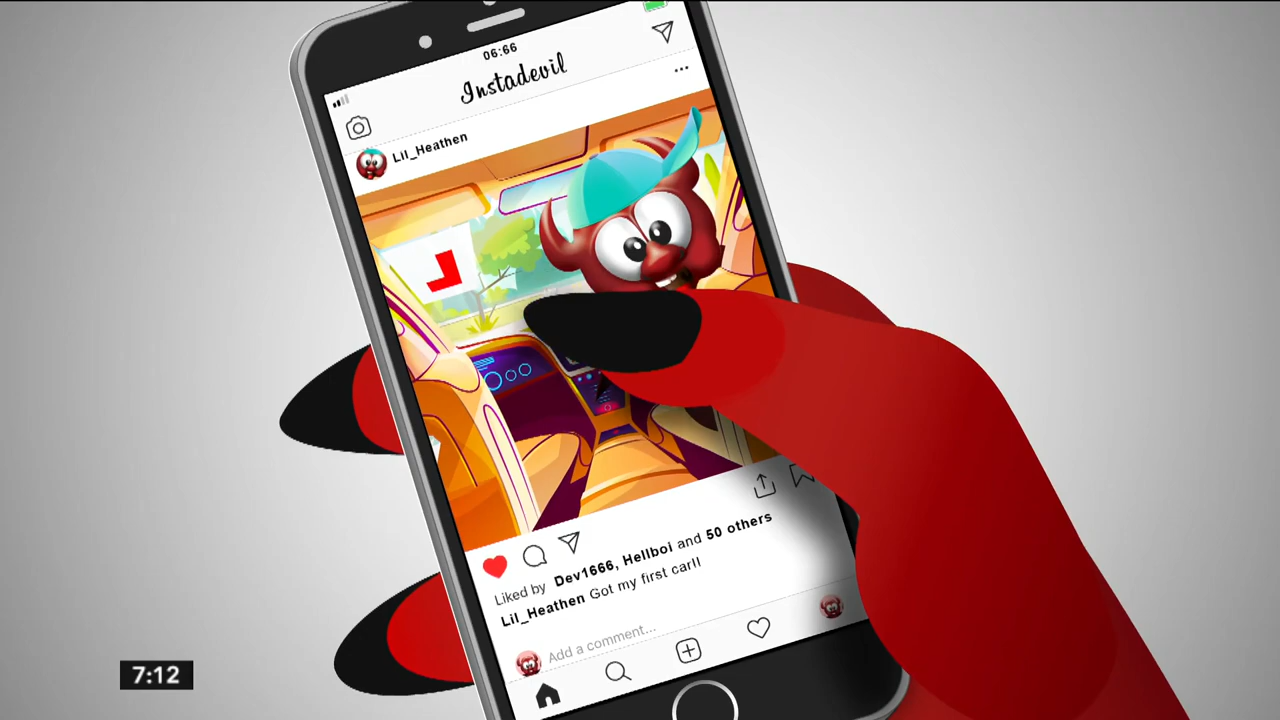 06:66
Instadevil
Lil_Heathen
L
Liked by Dev1666, Hellboi and 50 others
Lil_Heathen Got my first car!!
Add a comment...
7:12